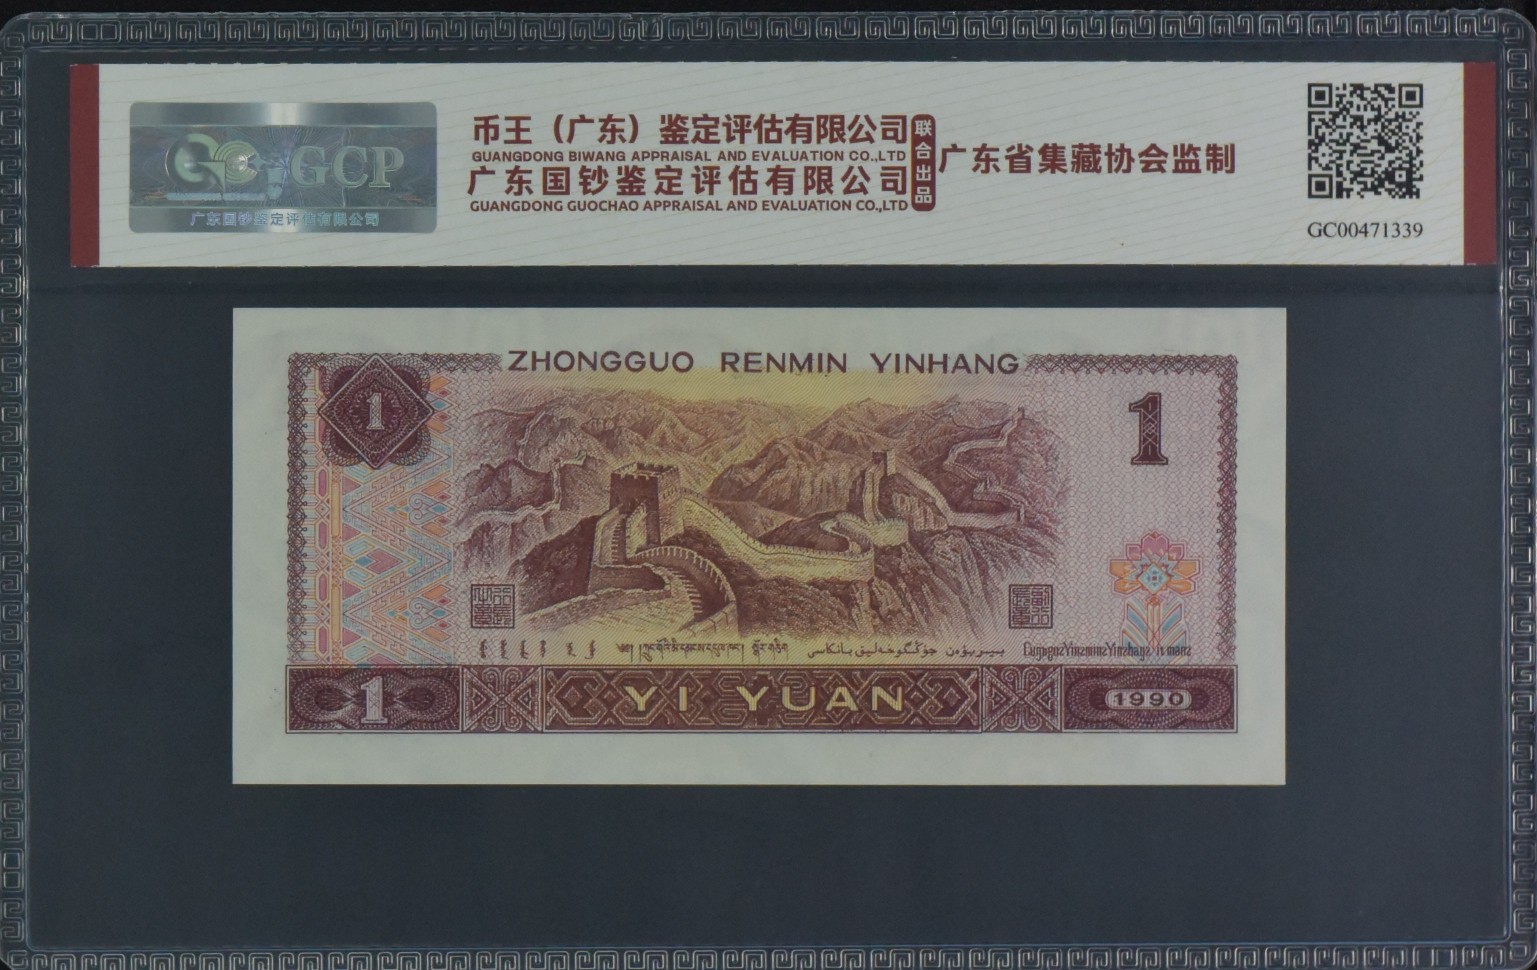 GCP
广东国钞鉴定评估有限公司
币王（广东）鉴定评估有限公司
GUANGDONG BIWANG APPRAISAL AND EVALUATION CO.,LTD
广东国钞鉴定评估有限公司
GUANGDONG GUOCHAO APPRAISAL AND EVALUATION CO.,LTD
联合出品
广东省集藏协会监制
GC00471339
ZHONGGUO RENMIN YINHANG
1
1
1
YI YUAN
1990